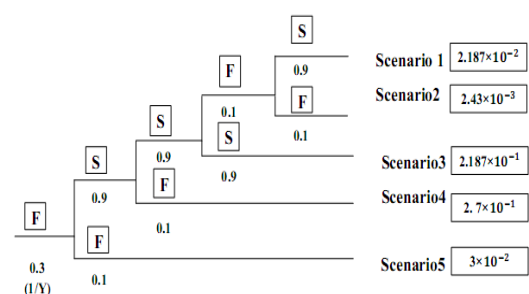 S
Scenario 1 2.187×10⁻²
0.9
F
Scenario2 2.43×10⁻³
0.1
F
S
0.1
S
0.9
Scenario3 2.187×10⁻¹
F
0.9
Scenario4 2.7×10⁻¹
S
0.9
0.1
F
F
Scenario5 3×10⁻²
0.3
0.1
(1/Y)